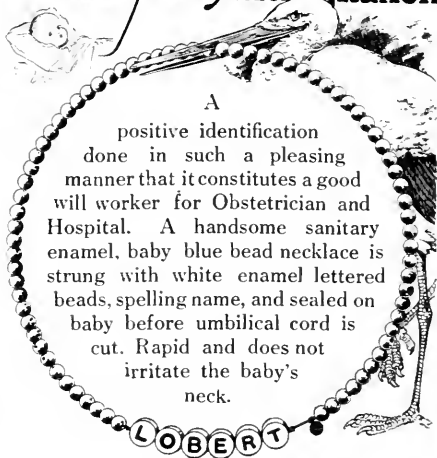 A
positive identification
done in such a pleasing
manner that it constitutes a good
will worker for Obstetrician and
Hospital. A handsome sanitary
enamel, baby blue bead necklace is
strung with white enamel lettered
beads, spelling name, and sealed on
baby before umbilical cord is
cut. Rapid and does not
irritate the baby's
neck.
LOBERT